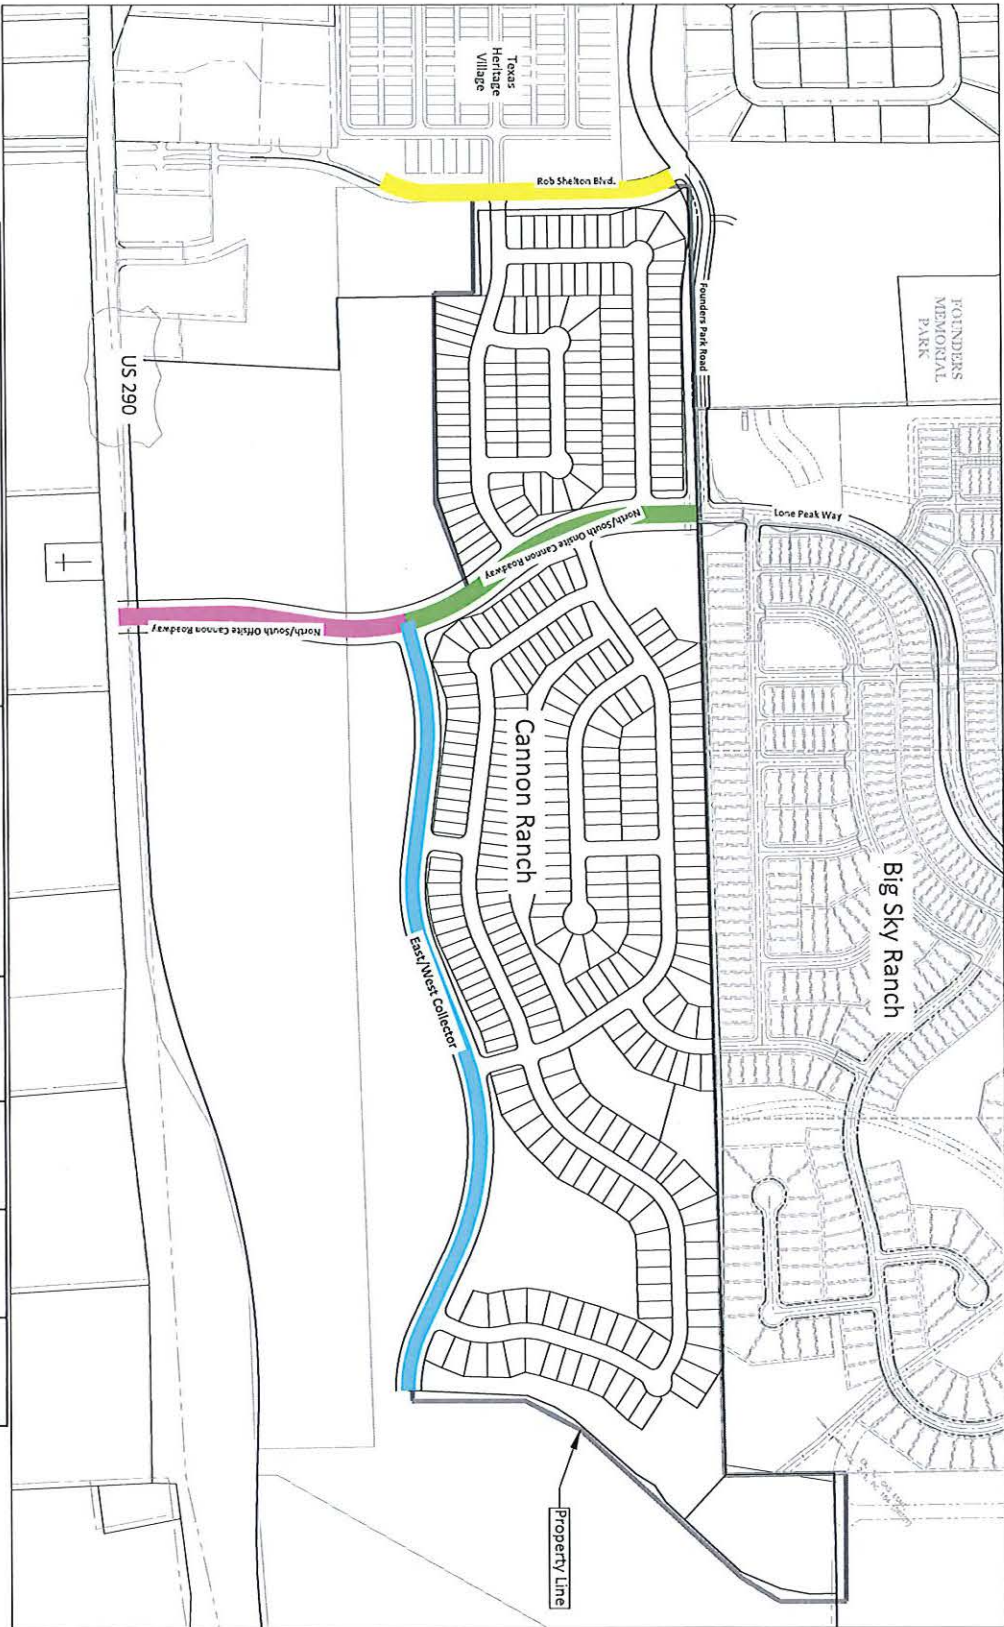 Texas
Heritage
Village
Rob Shelton Blvd.
Founders Park Road
FOUNDERS
MEMORIAL
PARK
US 290
Lone Peak Way
North/South Onsite Cannon Roadway
North/South Offsite Cannon Roadway
Cannon Ranch
Big Sky Ranch
East/West Collector
Property Line